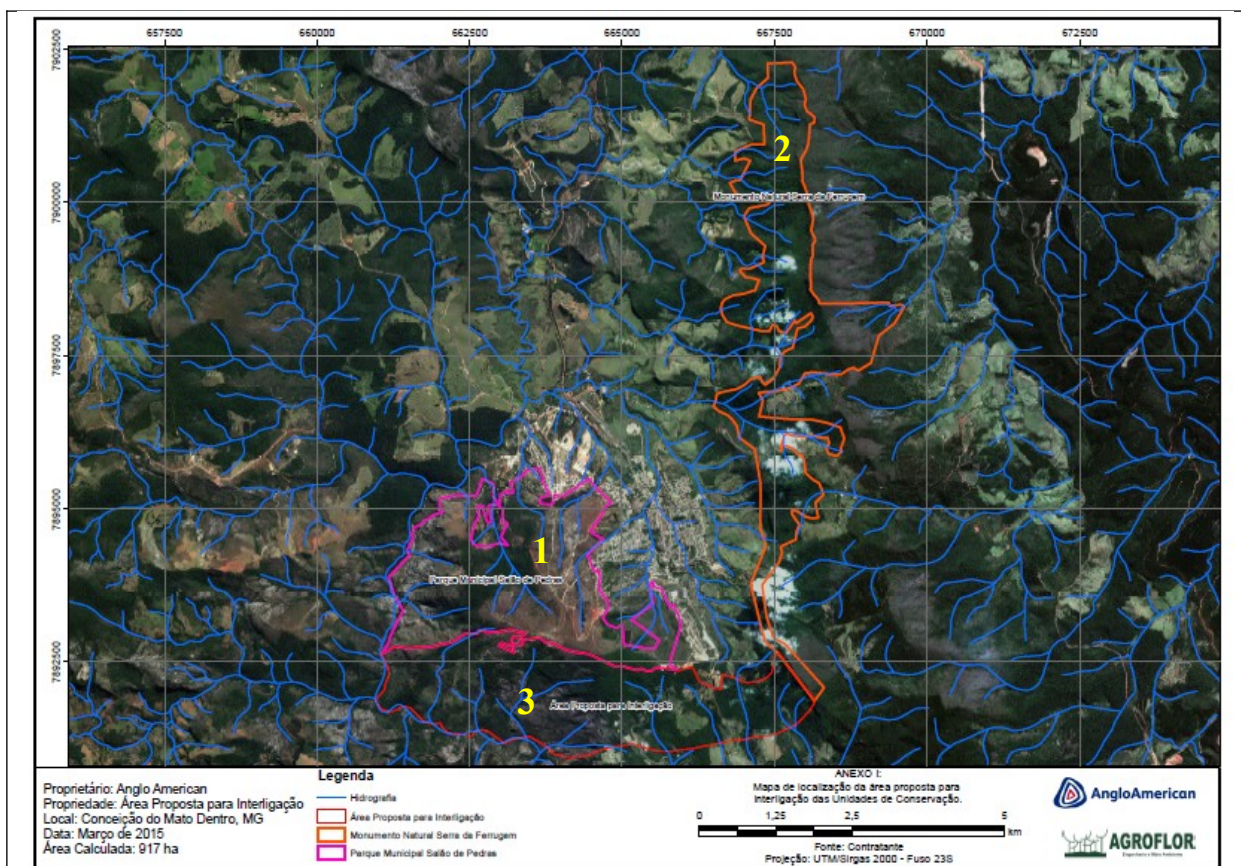 657500 660000 662500 665000 667500 670000 672500
7902500
2
Monumento Natural Serra da Ferrugem
7900000
7897500
7895000
1
Parque Municipal Salão de Pedras
7892500
3
Área Proposta para Interligação
Proprietário: Anglo American
Propriedade: Área Proposta para Interligação
Local: Conceição do Mato Dentro, MG
Data: Março de 2015
Área Calculada: 917 ha
Legenda
Hidrografia
Área Proposta para Interligação
Monumento Natural Serra da Ferrugem
Parque Municipal Salão de Pedras
ANEXO I:
Mapa de localização da área proposta para
Interligação das Unidades de Conservação.
0 1,25 2,5 5
km
Fonte: Contratante
Projeção: UTM/Sirgas 2000 - Fuso 23S
AngloAmerican
AGROFLOR